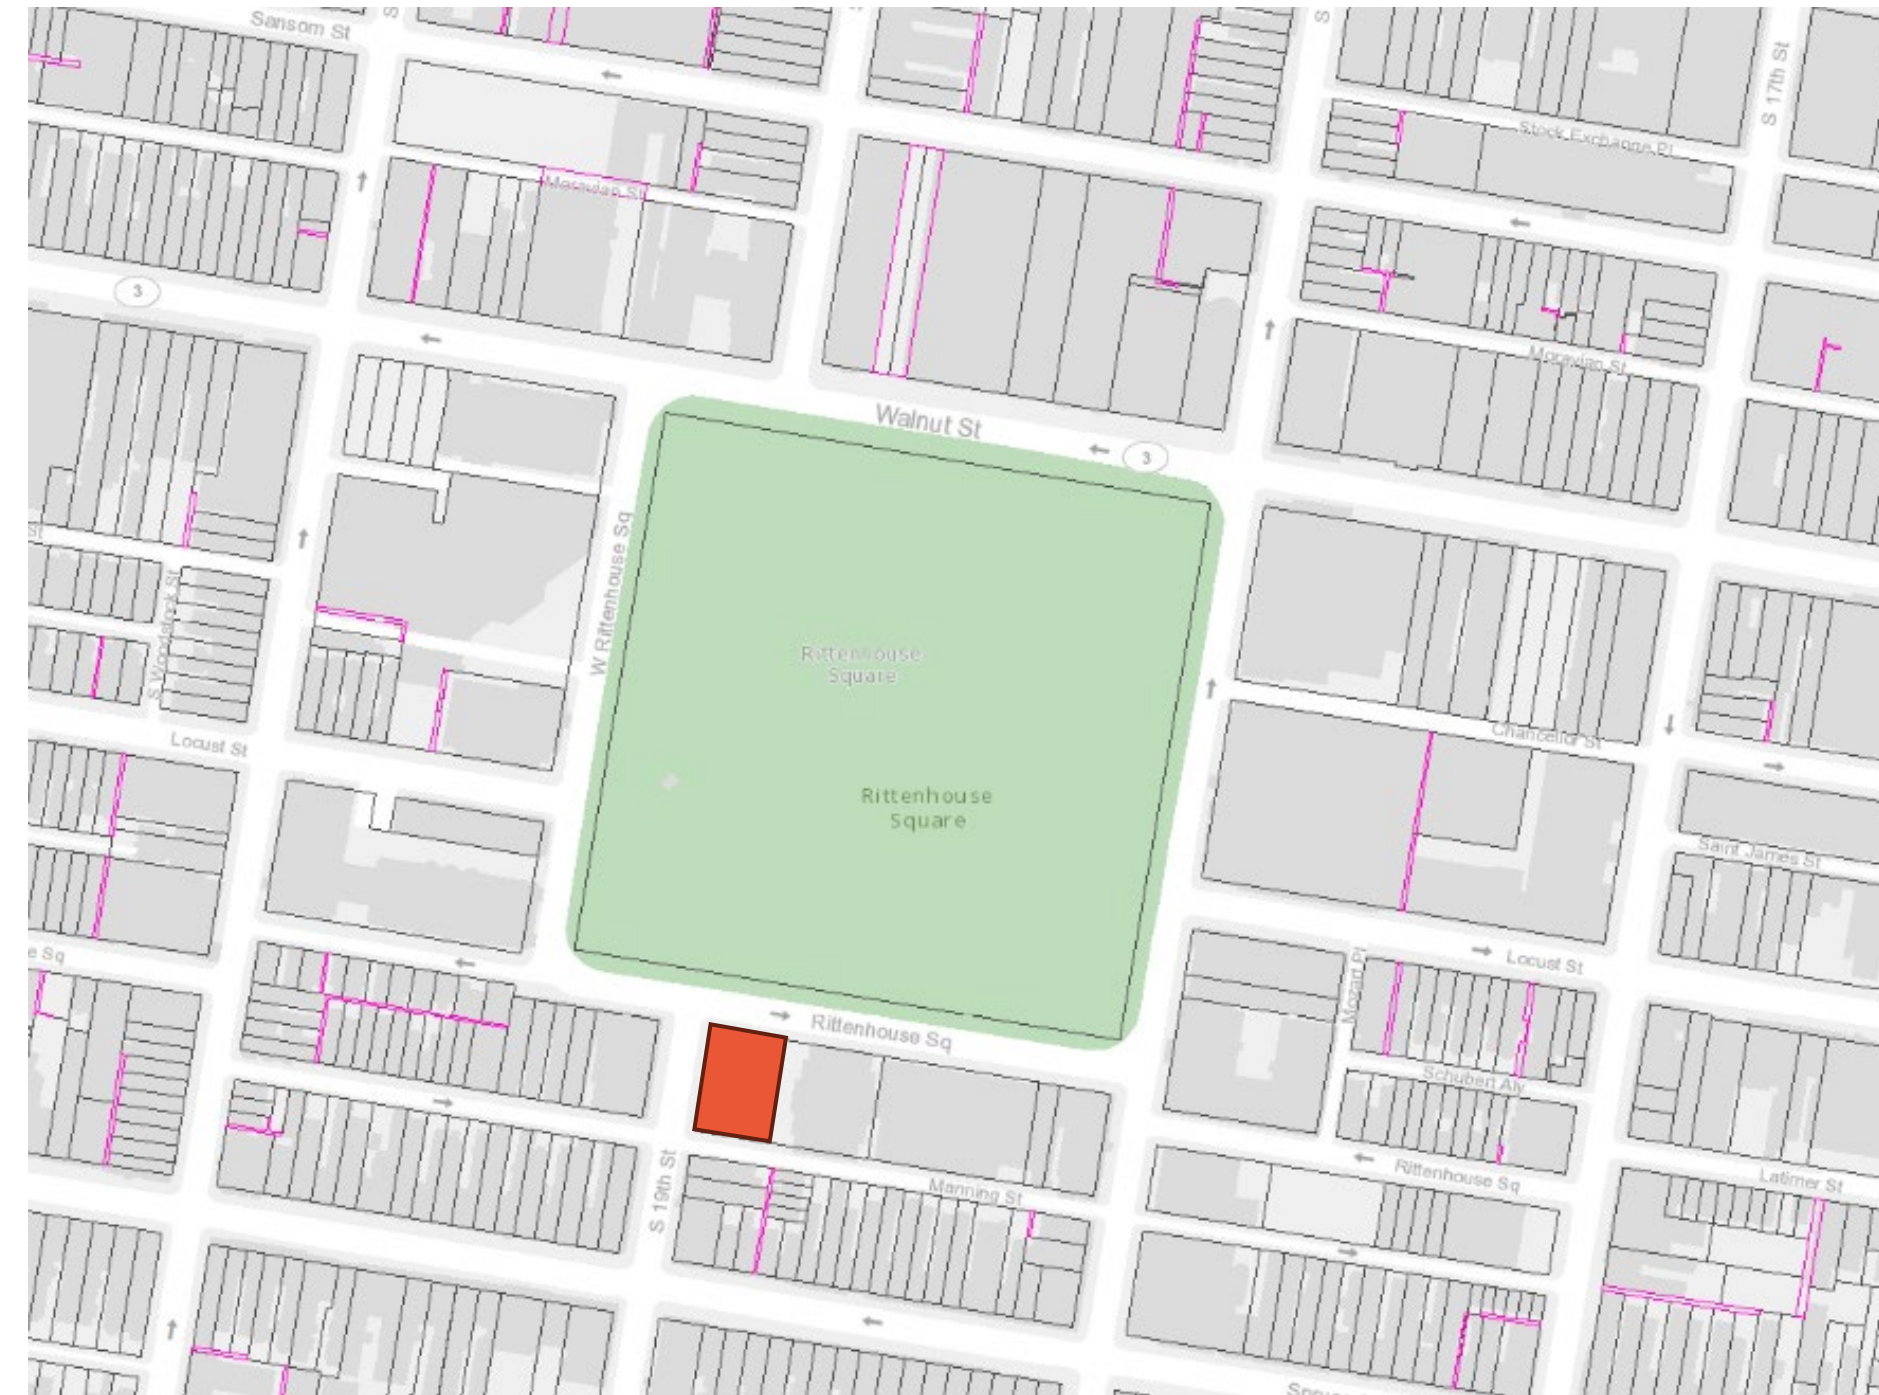 Sansom St
S
S
S 17th St
Stock Exchange Pl
Moravian St
3
Moravian St
Walnut St
3
W Rittenhouse Sq
St
S Woodstock St
Rittenhouse
Square
Locust St
Chancellor St
Rittenhouse
Square
Saint James St
e Sq
Locust St
Mozart Pl
Rittenhouse Sq
Schubert Aly
S 19th St
Manning St
Rittenhouse Sq
Latimer St